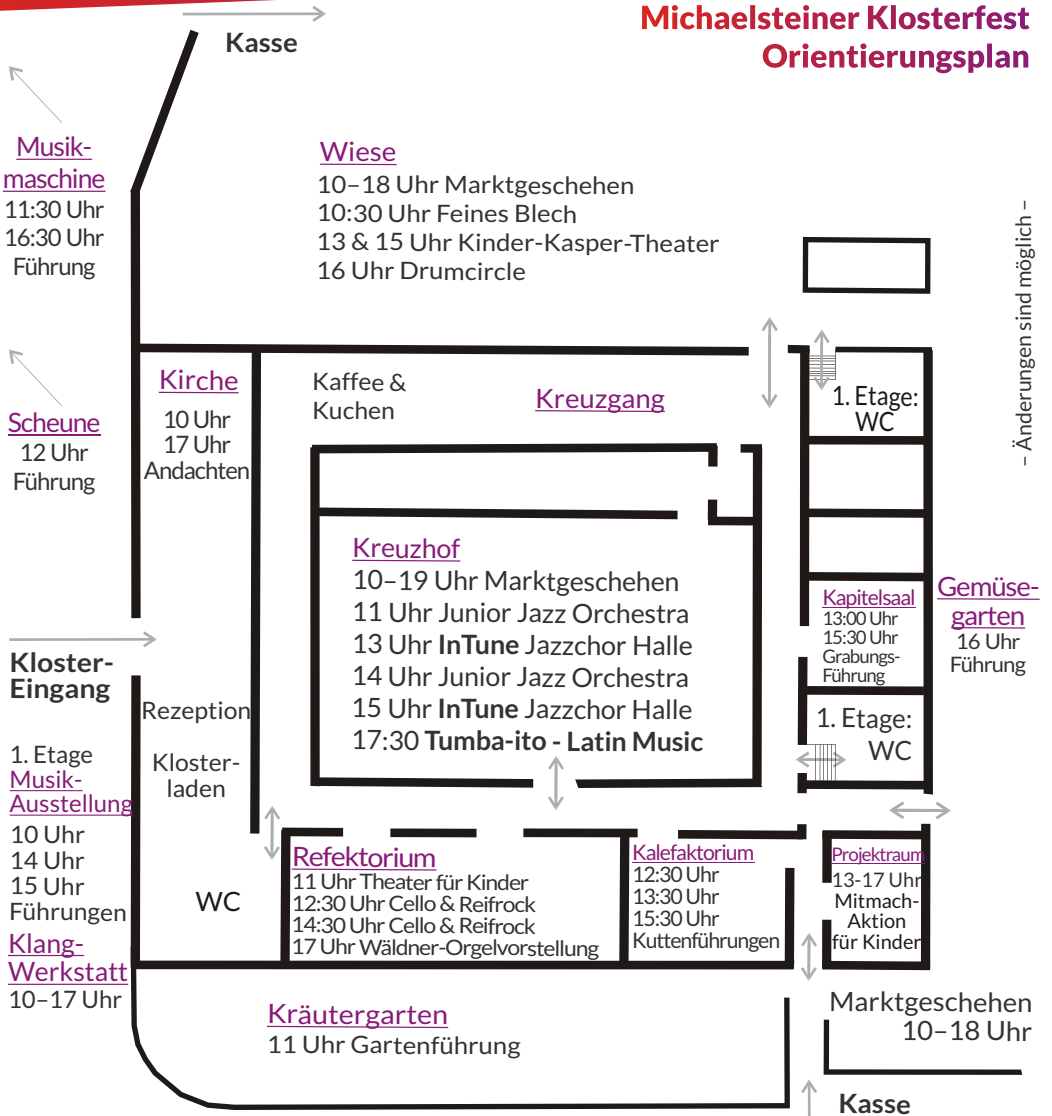 Michaelsteiner Klosterfest
Orientierungsplan
Kasse
Musik-
maschine
11:30 Uhr
16:30 Uhr
Führung
Wiese
10–18 Uhr Marktgeschehen
10:30 Uhr Feines Blech
13 & 15 Uhr Kinder-Kasper-Theater
16 Uhr Drumcircle
– Änderungen sind möglich –
Scheune
12 Uhr
Führung
Kirche
10 Uhr
17 Uhr
Andachten
Kaffee &
Kuchen
Kreuzgang
1. Etage:
WC
Kreuzhof
10–19 Uhr Marktgeschehen
11 Uhr Junior Jazz Orchestra
13 Uhr InTune Jazzchor Halle
14 Uhr Junior Jazz Orchestra
15 Uhr InTune Jazzchor Halle
17:30 Tumba-ito - Latin Music
Kapitelsaal
13:00 Uhr
15:30 Uhr
Grabungs-
Führung
Gemüse-
garten
16 Uhr
Führung
Kloster-
Eingang
Rezeption
Kloster-
laden
1. Etage:
WC
1. Etage
Musik-
Ausstellung
10 Uhr
14 Uhr
15 Uhr
Führungen
Klang-
Werkstatt
10–17 Uhr
WC
Refektorium
11 Uhr Theater für Kinder
12:30 Uhr Cello & Reifrock
14:30 Uhr Cello & Reifrock
17 Uhr Wäldner-Orgelvorstellung
Kalefaktorium
12:30 Uhr
13:30 Uhr
15:30 Uhr
Kuttenführungen
Projektraum
13-17 Uhr
Mitmach-
Aktion
für Kinder
Kräutergarten
11 Uhr Gartenführung
Marktgeschehen
10–18 Uhr
Kasse